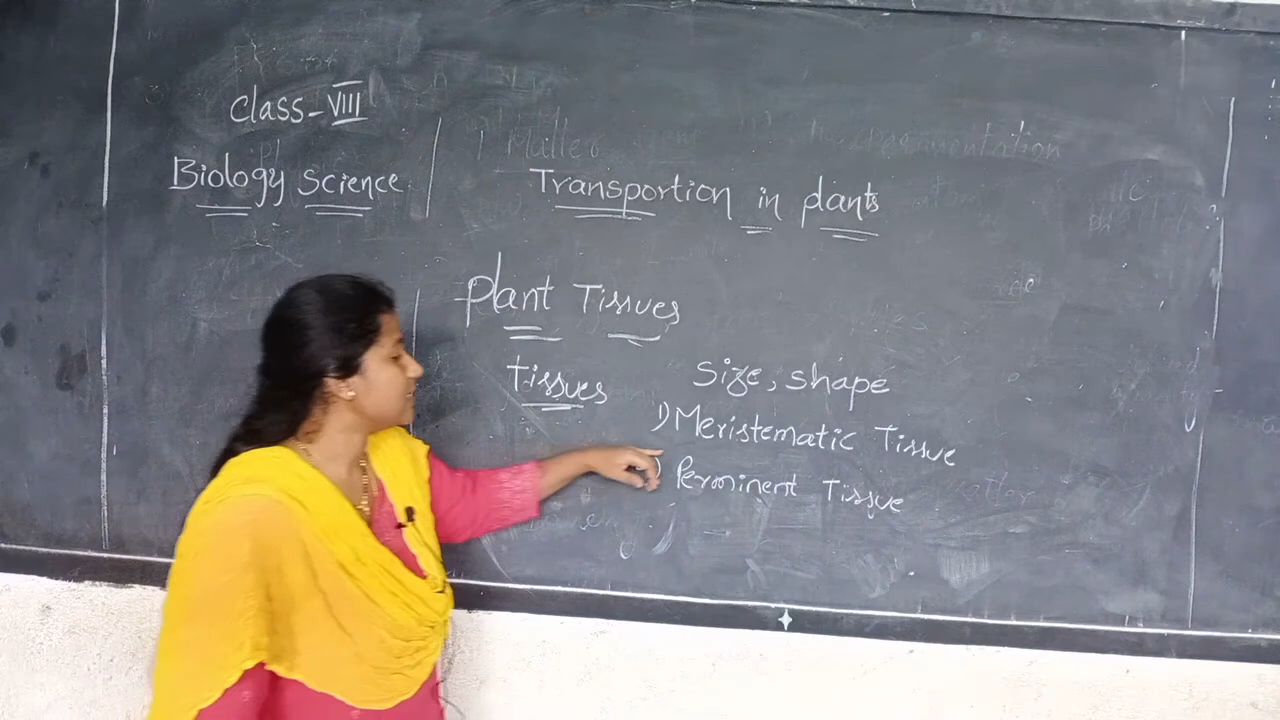 Class-VIII
Biology Science
Transportion in plants
Plant Tissues
Tissues
Size, shape
1) Meristematic Tissue
) Perminent Tissue